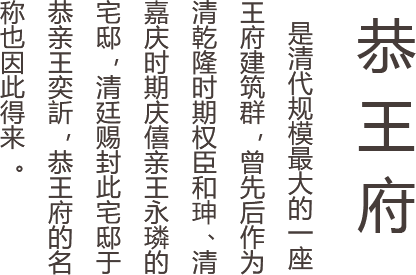 恭王府
是清代规模最大的一座
王府建筑群，曾先后作为
清乾隆时期权臣和珅、清
嘉庆时期庆僖亲王永璘的
宅邸，清廷赐封此宅邸于
恭亲王奕訢，恭王府的名
称也因此得来。